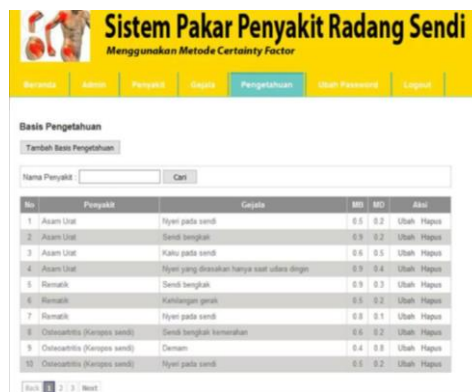 Sistem Pakar Penyakit Radang Sendi
Menggunakan Metode Certainty Factor
Beranda Admin Penyakit Gejala Pengetahuan Ubah Password Logout
Basis Pengetahuan
Tambah Basis Pengetahuan
Nama Penyakit : Cari
No Penyakit Gejala MB MD Aksi
1 Asam Urat Nyeri pada sendi 0.5 0.2 Ubah Hapus
2 Asam Urat Sendi bengkak 0.9 0.2 Ubah Hapus
3 Asam Urat Kaku pada sendi 0.6 0.5 Ubah Hapus
4 Asam Urat Nyeri yang dirasakan hanya saat udara dingin 0.9 0.4 Ubah Hapus
5 Rematik Sendi bengkak 0.9 0.3 Ubah Hapus
6 Rematik Kehilangan gerak 0.5 0.2 Ubah Hapus
7 Rematik Nyeri pada sendi 0.8 0.1 Ubah Hapus
8 Osteoartritis (Keropos sendi) Sendi bengkak kemerahan 0.6 0.2 Ubah Hapus
9 Osteoartritis (Keropos sendi) Demam 0.4 0.8 Ubah Hapus
10 Osteoartritis (Keropos sendi) Nyeri pada sendi 0.5 0.2 Ubah Hapus
Back 1 2 3 Next